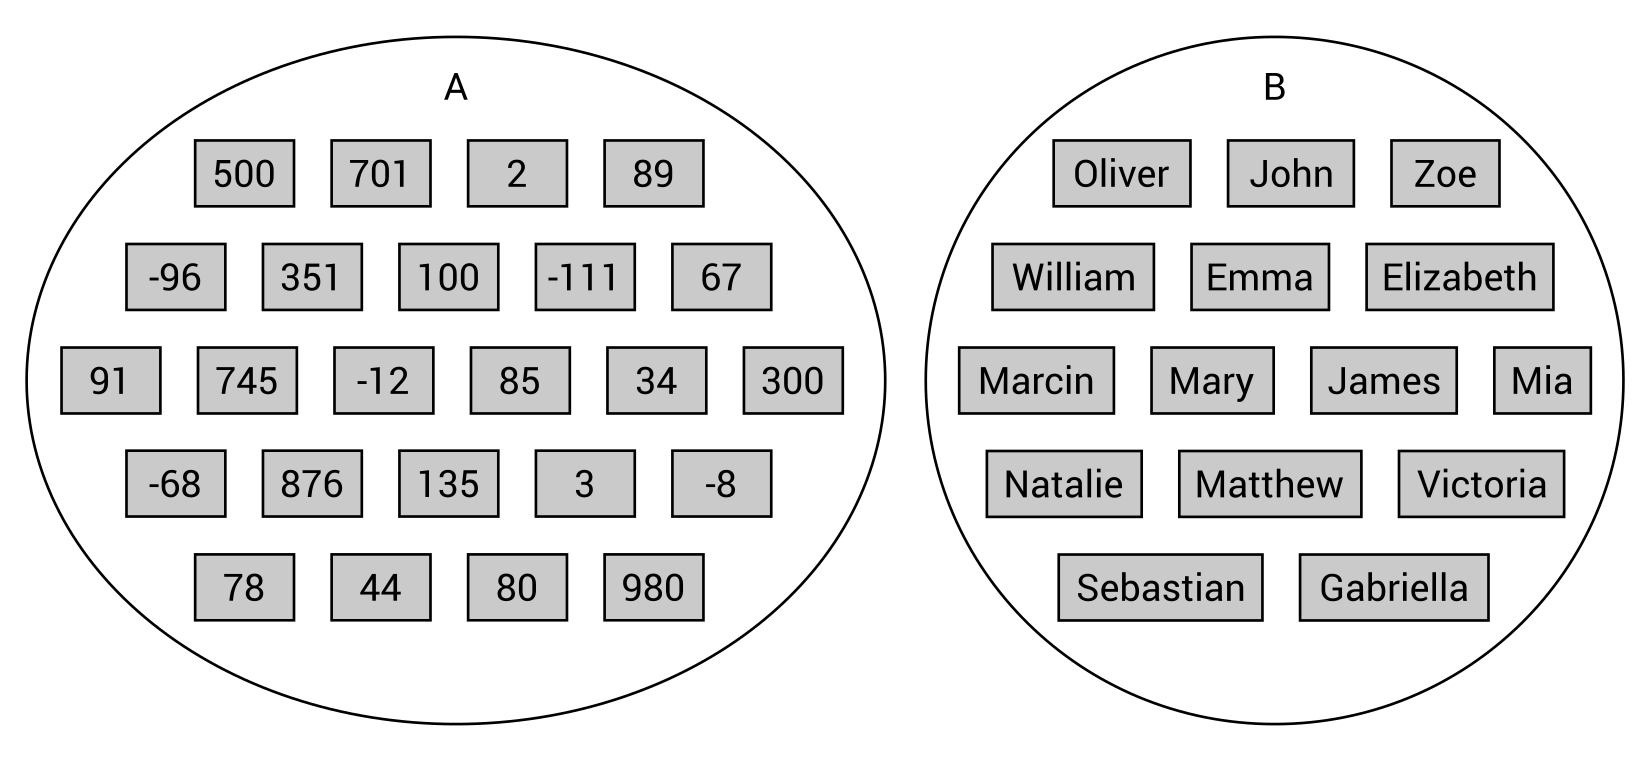 A
500 701 2 89
-96 351 100 -111 67
91 745 -12 85 34 300
-68 876 135 3 -8
78 44 80 980
B
Oliver John Zoe
William Emma Elizabeth
Marcin Mary James Mia
Natalie Matthew Victoria
Sebastian Gabriella